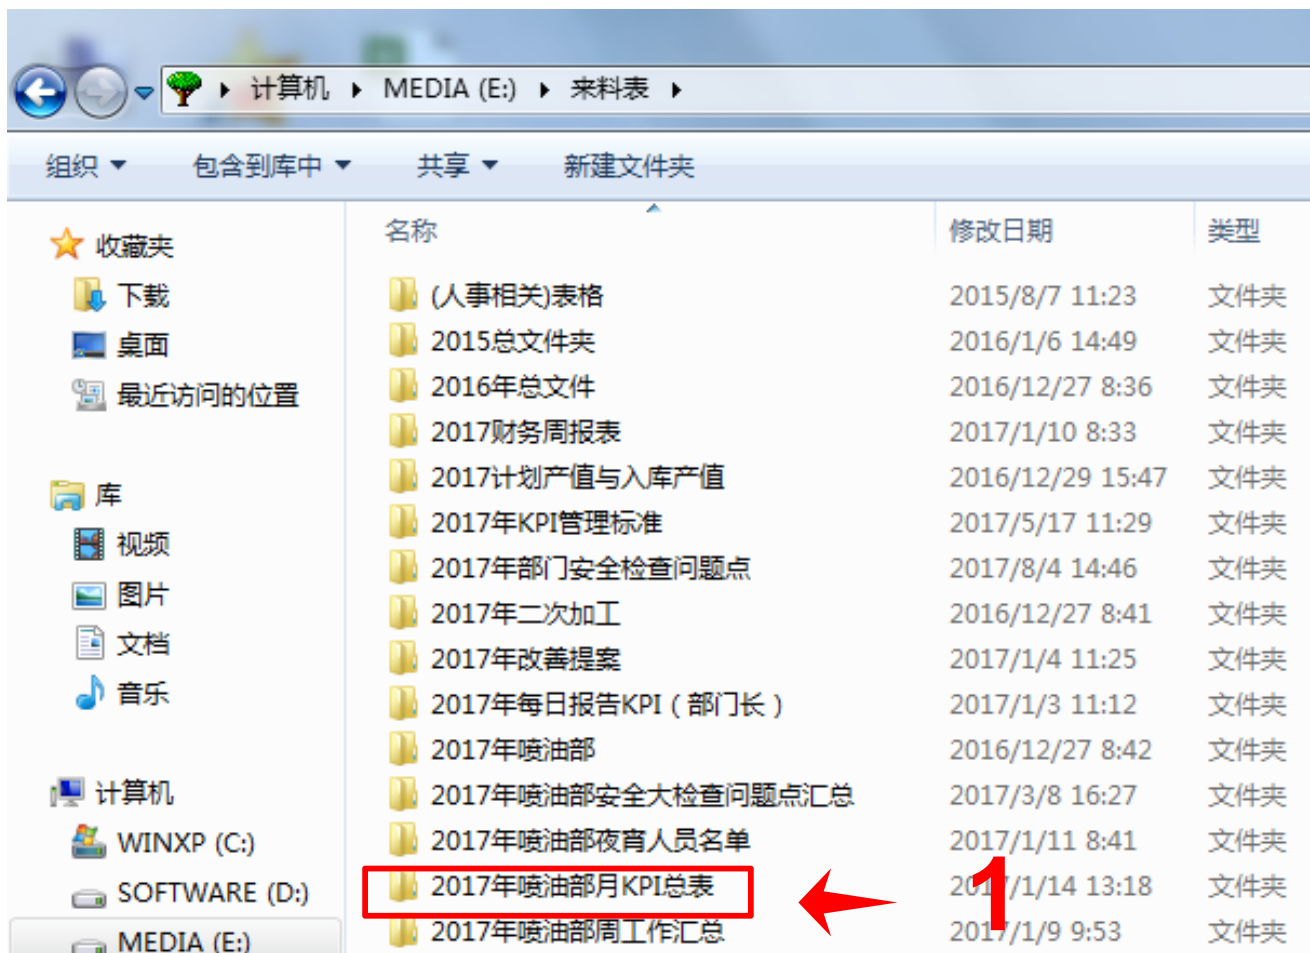 计算机 MEDIA (E:) 来料表
组织 包含到库中 共享 新建文件夹
名称 修改日期 类型
收藏夹
下载
桌面
最近访问的位置
库
视频
图片
文档
音乐
计算机
WINXP (C:)
SOFTWARE (D:)
MEDIA (E:)
(人事相关)表格 2015/8/7 11:23 文件夹
2015总文件夹 2016/1/6 14:49 文件夹
2016年总文件 2016/12/27 8:36 文件夹
2017财务周报表 2017/1/10 8:33 文件夹
2017计划产值与入库产值 2016/12/29 15:47 文件夹
2017年KPI管理标准 2017/5/17 11:29 文件夹
2017年部门安全检查问题点 2017/8/4 14:46 文件夹
2017年二次加工 2016/12/27 8:41 文件夹
2017年改善提案 2017/1/4 11:25 文件夹
2017年每日报告KPI（部门长） 2017/1/3 11:12 文件夹
2017年喷油部 2016/12/27 8:42 文件夹
2017年喷油部安全大检查问题点汇总 2017/3/8 16:27 文件夹
2017年喷油部夜宵人员名单 2017/1/11 8:41 文件夹
2017年喷油部月KPI总表 2017/1/14 13:18 文件夹
2017年喷油部周工作汇总 2017/1/9 9:53 文件夹
1